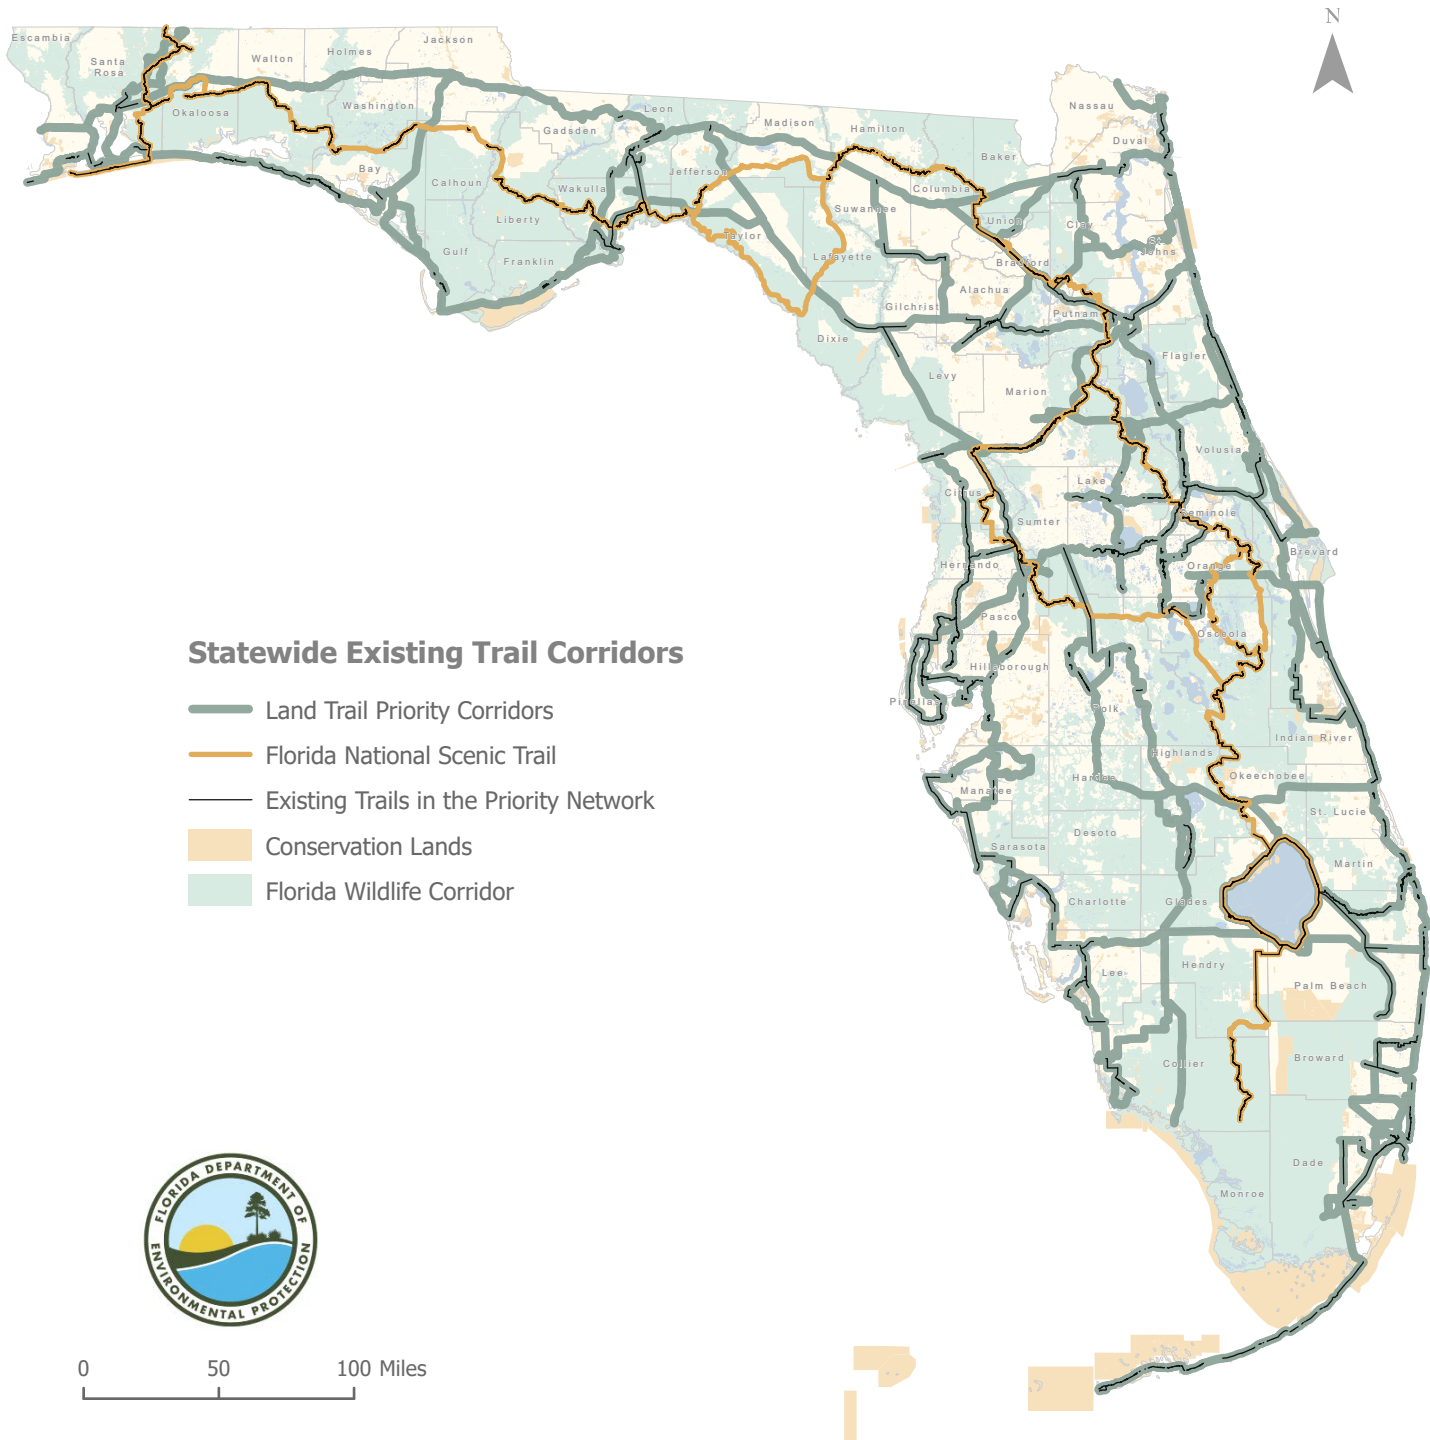 N
Escambia
Santa
Rosa
Okaloosa
Walton
Holmes
Jackson
Washington
Bay
Calhoun
Gulf
Liberty
Franklin
Gadsden
Leon
Wakulla
Jefferson
Madison
Taylor
Hamilton
Suwannee
Lafayette
Dixie
Columbia
Baker
Nassau
Duval
Union
Bradford
Clay
St.
Johns
Alachua
Gilchrist
Putnam
Levy
Marion
Flagler
Volusia
Citrus
Lake
Sumter
Seminole
Hernando
Orange
Brevard
Pasco
Osceola
Hillsborough
Pinellas
Polk
Indian River
Highlands
Okeechobee
Manatee
Hardee
St. Lucie
Desoto
Sarasota
Martin
Charlotte
Glades
Lee
Hendry
Palm Beach
Collier
Broward
Dade
Monroe
Statewide Existing Trail Corridors
Land Trail Priority Corridors
Florida National Scenic Trail
Existing Trails in the Priority Network
Conservation Lands
Florida Wildlife Corridor
FLORIDA DEPARTMENT OF
ENVIRONMENTAL PROTECTION
0 50 100 Miles